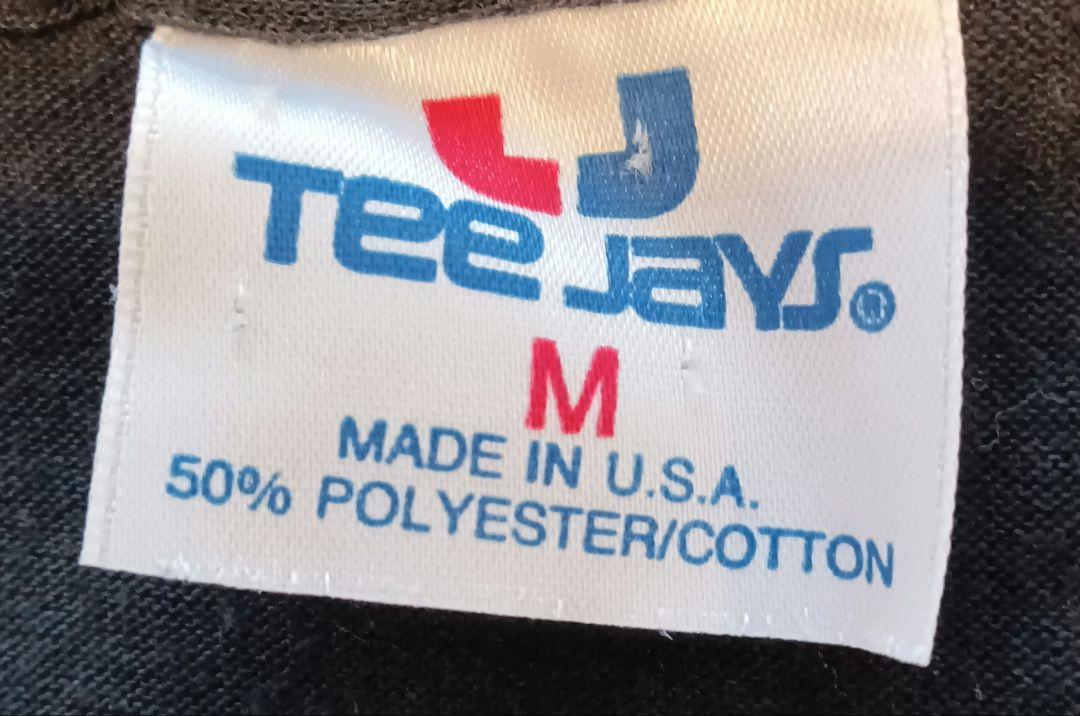 Tee Jays®
M
MADE IN U.S.A.
50% POLYESTER/COTTON